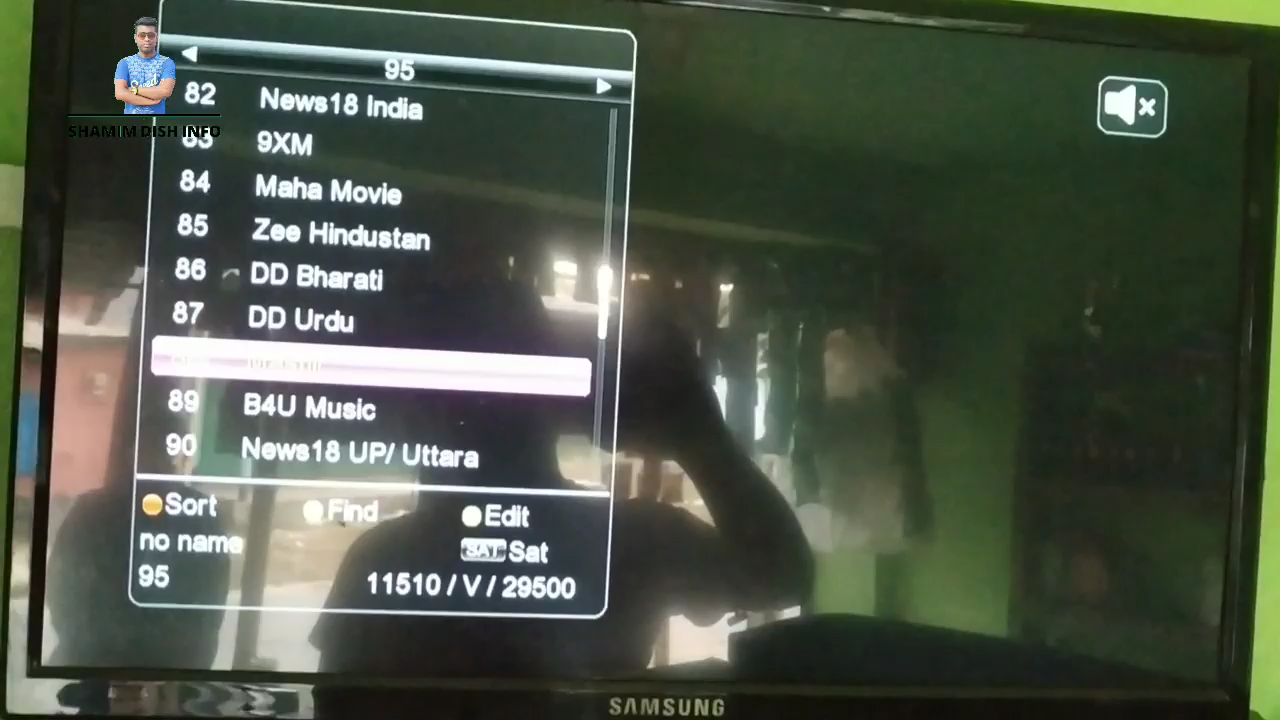 95
82 News18 India
SHAMIM DISH INFO
83 9XM
84 Maha Movie
85 Zee Hindustan
86 DD Bharati
87 DD Urdu
89 B4U Music
90 News18 UP/ Uttara
Sort Find Edit
no name SAT Sat
95 11510 / V / 29500
SAMSUNG